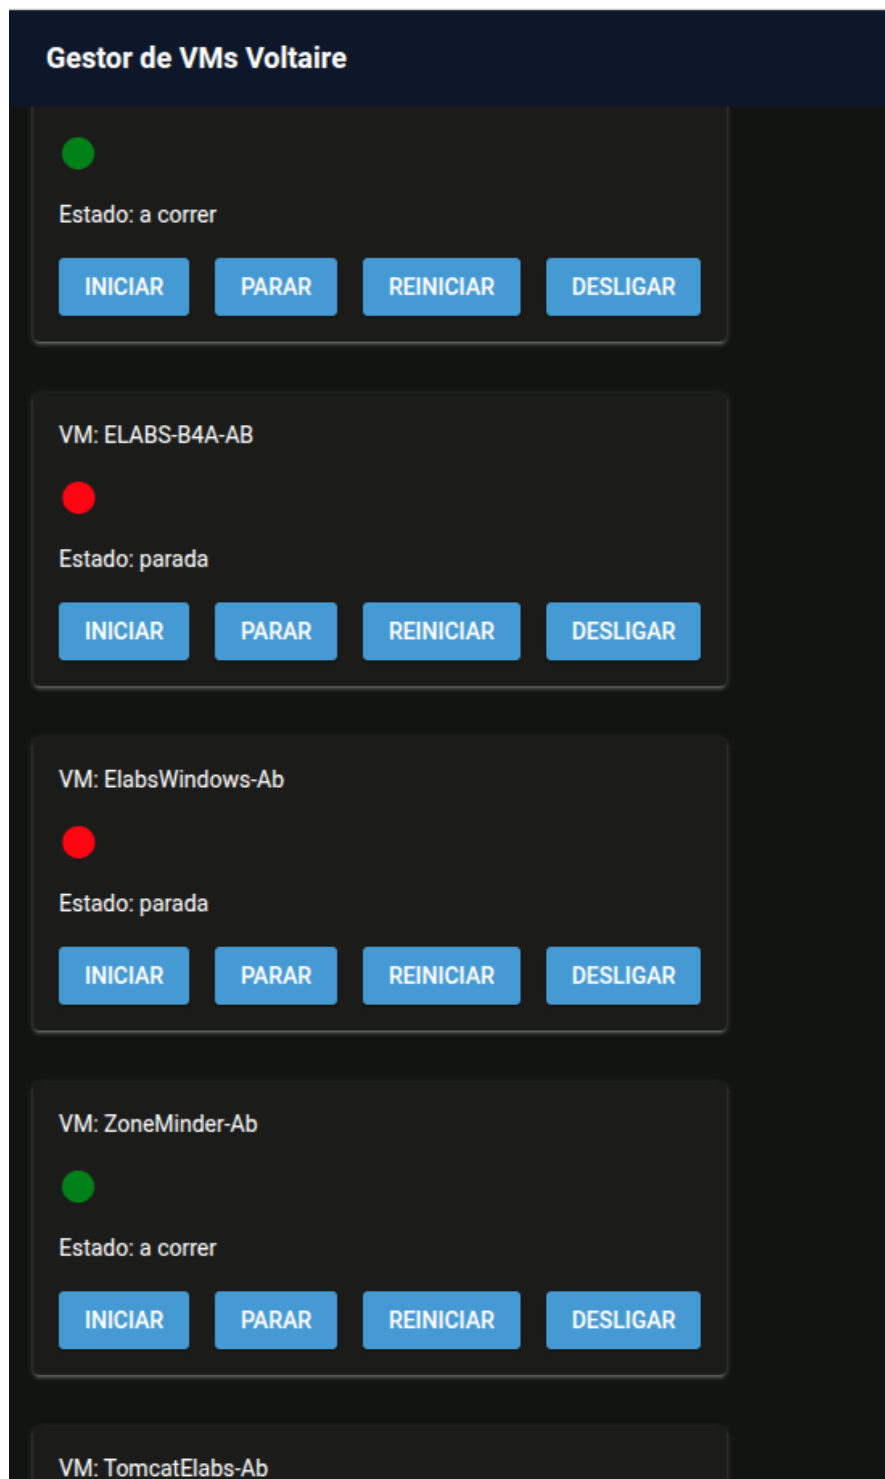 Gestor de VMs Voltaire
Estado: a correr
INICIAR PARAR REINICIAR DESLIGAR
VM: ELABS-B4A-AB
Estado: parada
INICIAR PARAR REINICIAR DESLIGAR
VM: ElabsWindows-Ab
Estado: parada
INICIAR PARAR REINICIAR DESLIGAR
VM: ZoneMinder-Ab
Estado: a correr
INICIAR PARAR REINICIAR DESLIGAR
VM: TomcatElabs-Ab